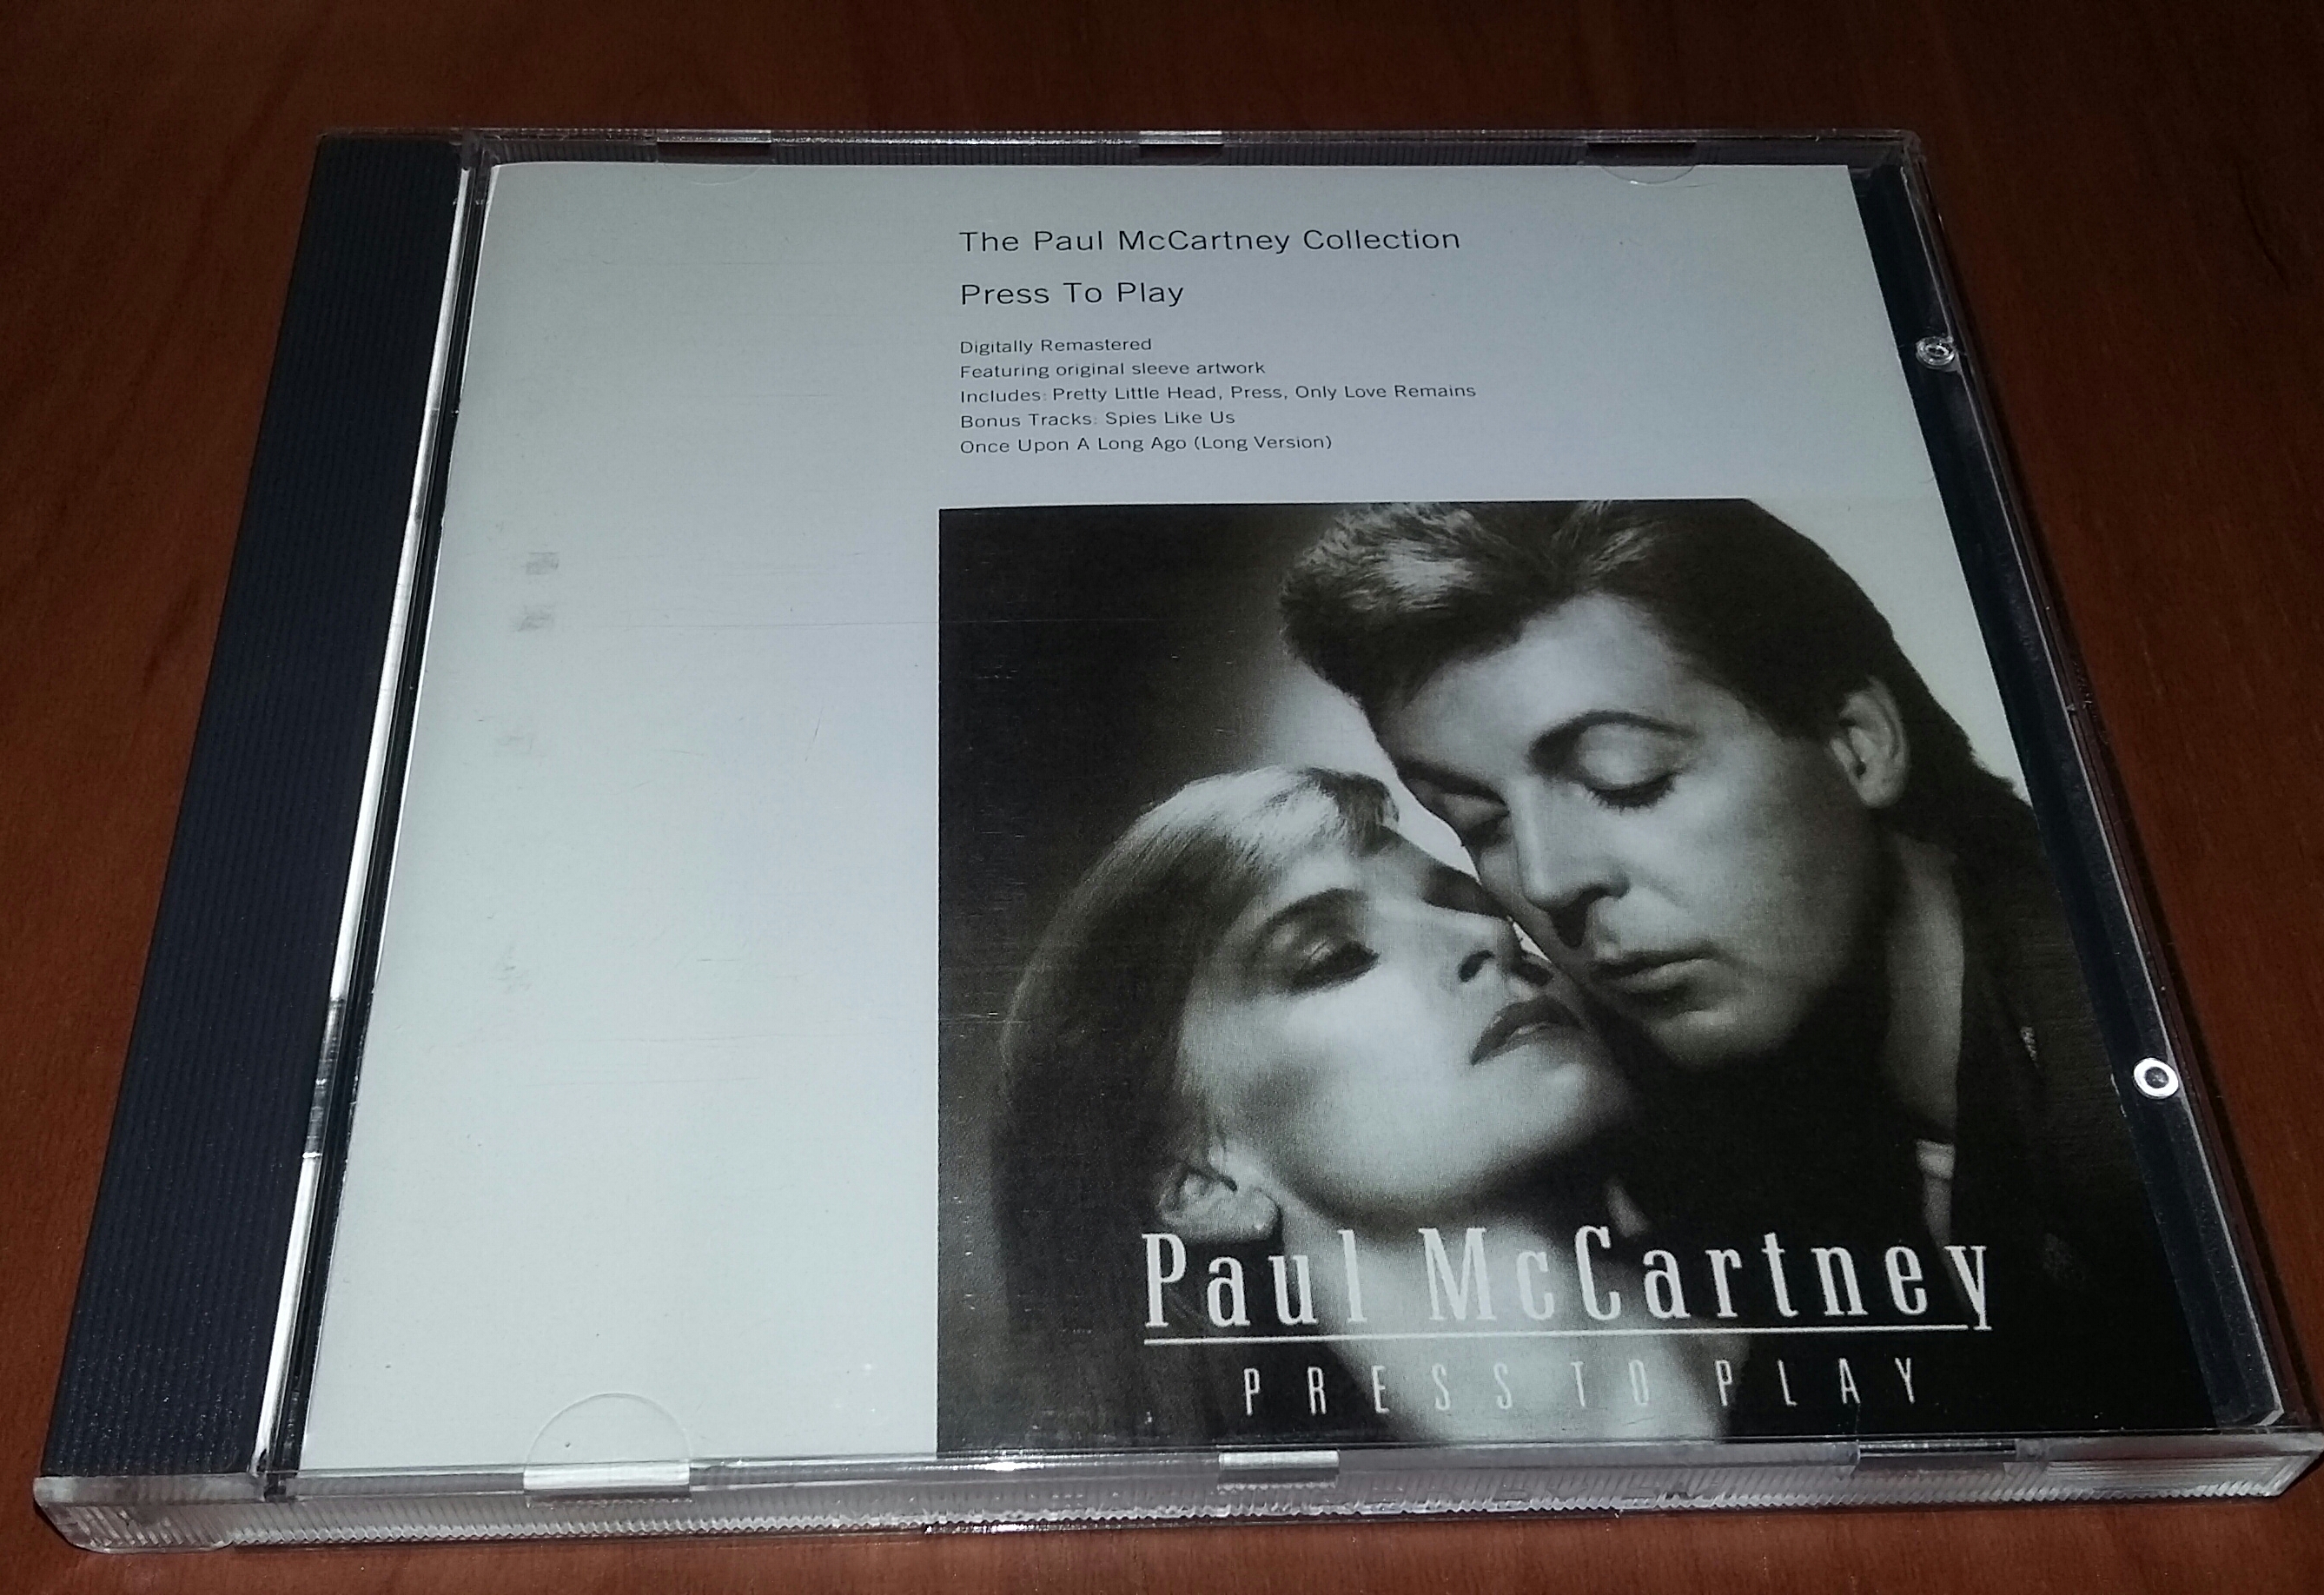 The Paul McCartney Collection
Press To Play
Digitally Remastered
Featuring original sleeve artwork
Includes: Pretty Little Head, Press, Only Love Remains
Bonus Tracks: Spies Like Us
Once Upon A Long Ago (Long Version)
Paul McCartney
PRESS TO PLAY